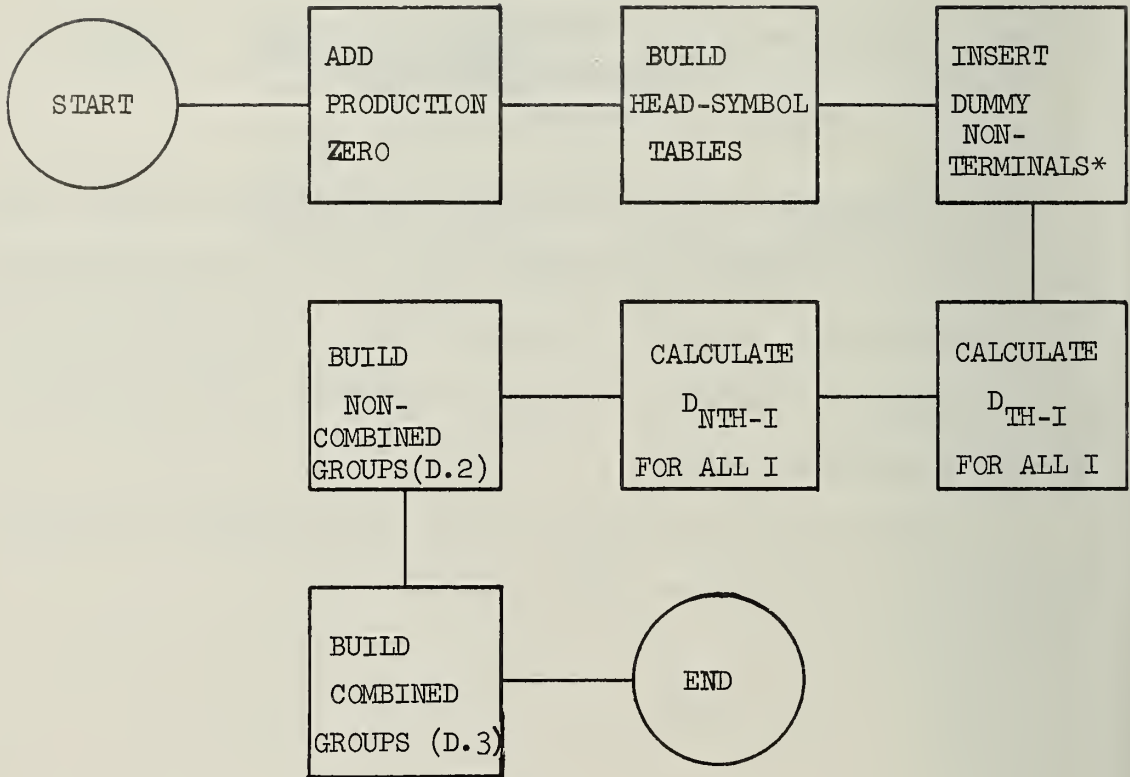 START
ADD
PRODUCTION
ZERO
BUILD
HEAD-SYMBOL
TABLES
INSERT
DUMMY
NON-
TERMINALS*
CALCULATE
D_TH-I
FOR ALL I
CALCULATE
D_NTH-I
FOR ALL I
BUILD
NON-
COMBINED
GROUPS(D.2)
BUILD
COMBINED
GROUPS (D.3)
END